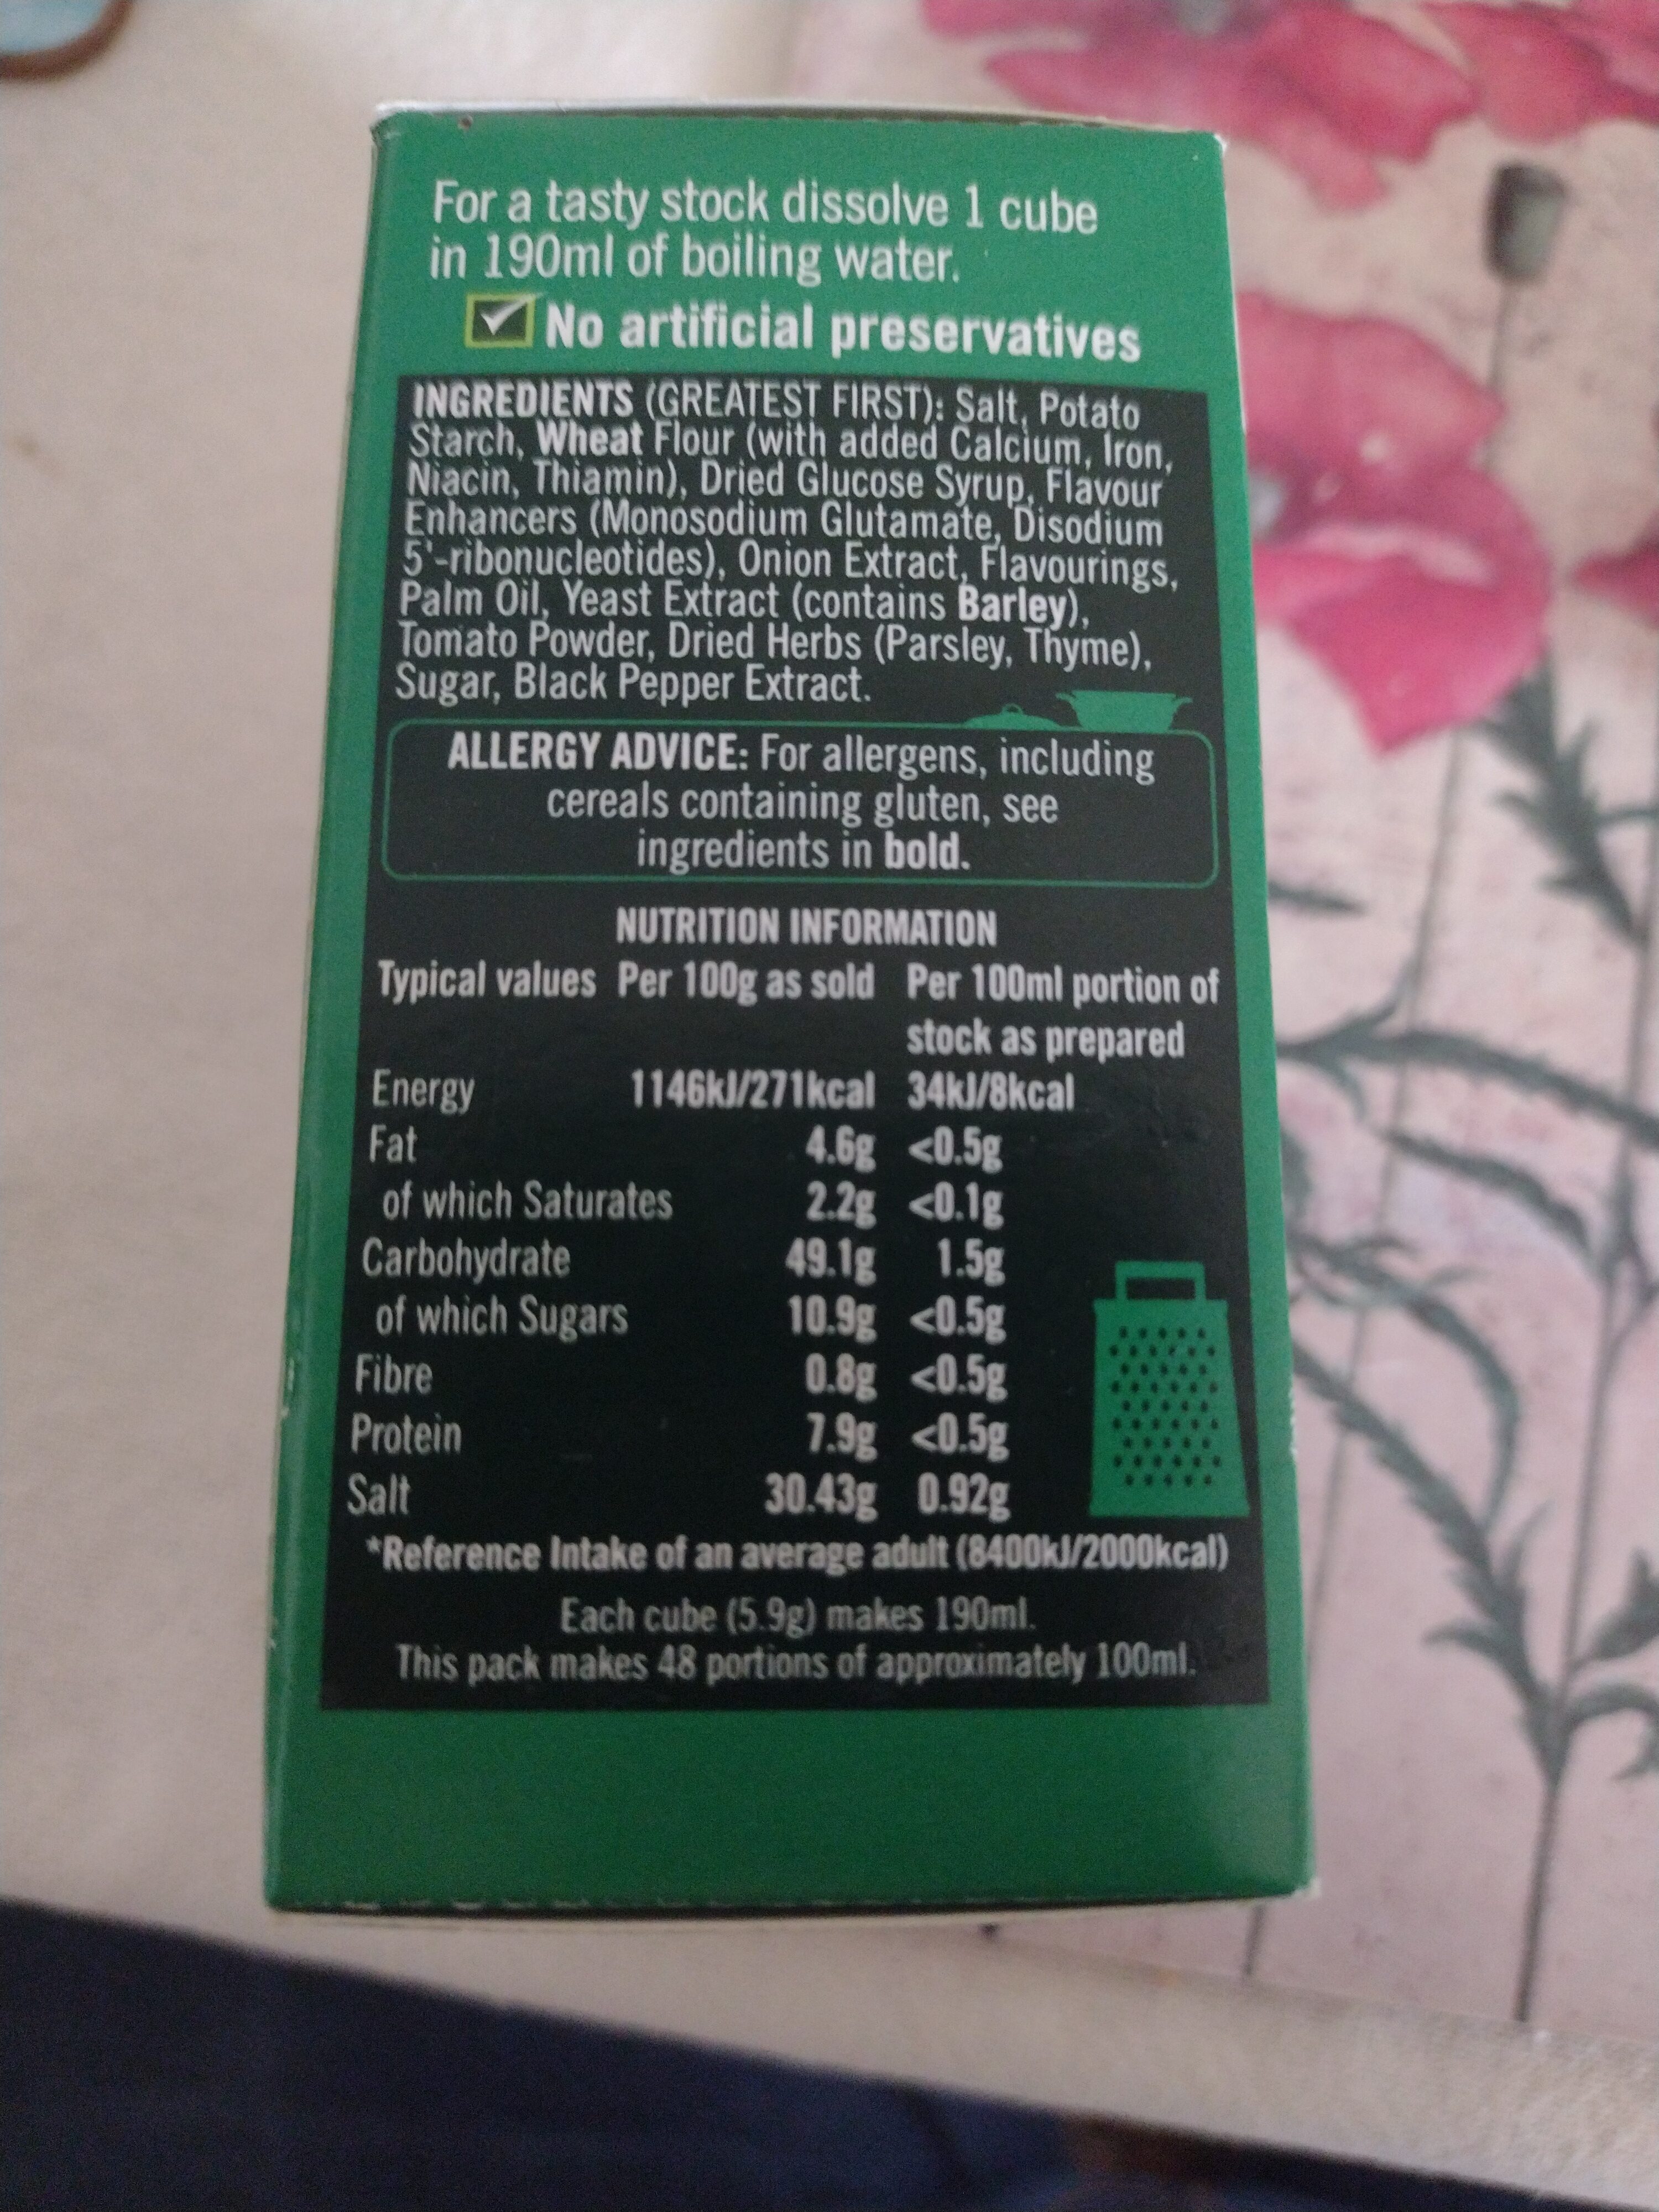 For a tasty stock dissolve 1 cube
in 190ml of boiling water.
No artificial preservatives
INGREDIENTS (GREATEST FIRST): Salt, Potato
Starch, Wheat Flour (with added Calcium, Iron,
Niacin, Thiamin), Dried Glucose Syrup, Flavour
Enhancers (Monosodium Glutamate, Disodium
5'-ribonucleotides), Onion Extract, Flavourings,
Palm Oil, Yeast Extract (contains Barley),
Tomato Powder, Dried Herbs (Parsley, Thyme),
Sugar, Black Pepper Extract.
ALLERGY ADVICE: For allergens, including
cereals containing gluten, see
ingredients in bold.
NUTRITION INFORMATION
Typical values Per 100g as sold Per 100ml portion of
stock as prepared
Energy 1146kJ/271kcal 34kJ/8kcal
Fat 4.6g <0.5g
of which Saturates 2.2g <0.1g
Carbohydrate 49.1g 1.5g
of which Sugars 10.9g <0.5g
Fibre 0.8g <0.5g
Protein 7.9g <0.5g
Salt 30.43g 0.92g
*Reference Intake of an average adult (8400kJ/2000kcal)
Each cube (5.9g) makes 190ml.
This pack makes 48 portions of approximately 100ml.